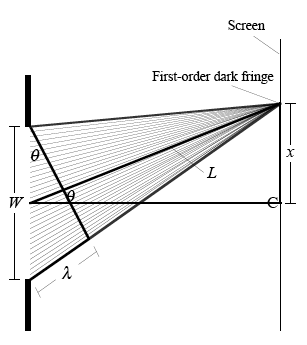 Screen
First-order dark fringe
θ
x
L
θ
W
C
λ